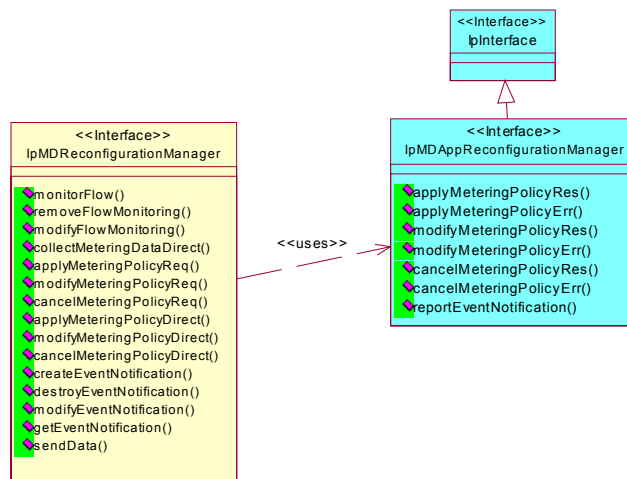 <<Interface>>
IpInterface
<<Interface>>
IpMDReconfigurationManager
monitorFlow()
removeFlowMonitoring()
modifyFlowMonitoring()
collectMeteringDataDirect()
applyMeteringPolicyReq()
modifyMeteringPolicyReq()
cancelMeteringPolicyReq()
applyMeteringPolicyDirect()
modifyMeteringPolicyDirect()
cancelMeteringPolicyDirect()
createEventNotification()
destroyEventNotification()
modifyEventNotification()
getEventNotification()
sendData()
<<uses>>
<<Interface>>
IpMDAppReconfigurationManager
applyMeteringPolicyRes()
applyMeteringPolicyErr()
modifyMeteringPolicyRes()
modifyMeteringPolicyErr()
cancelMeteringPolicyRes()
cancelMeteringPolicyErr()
reportEventNotification()